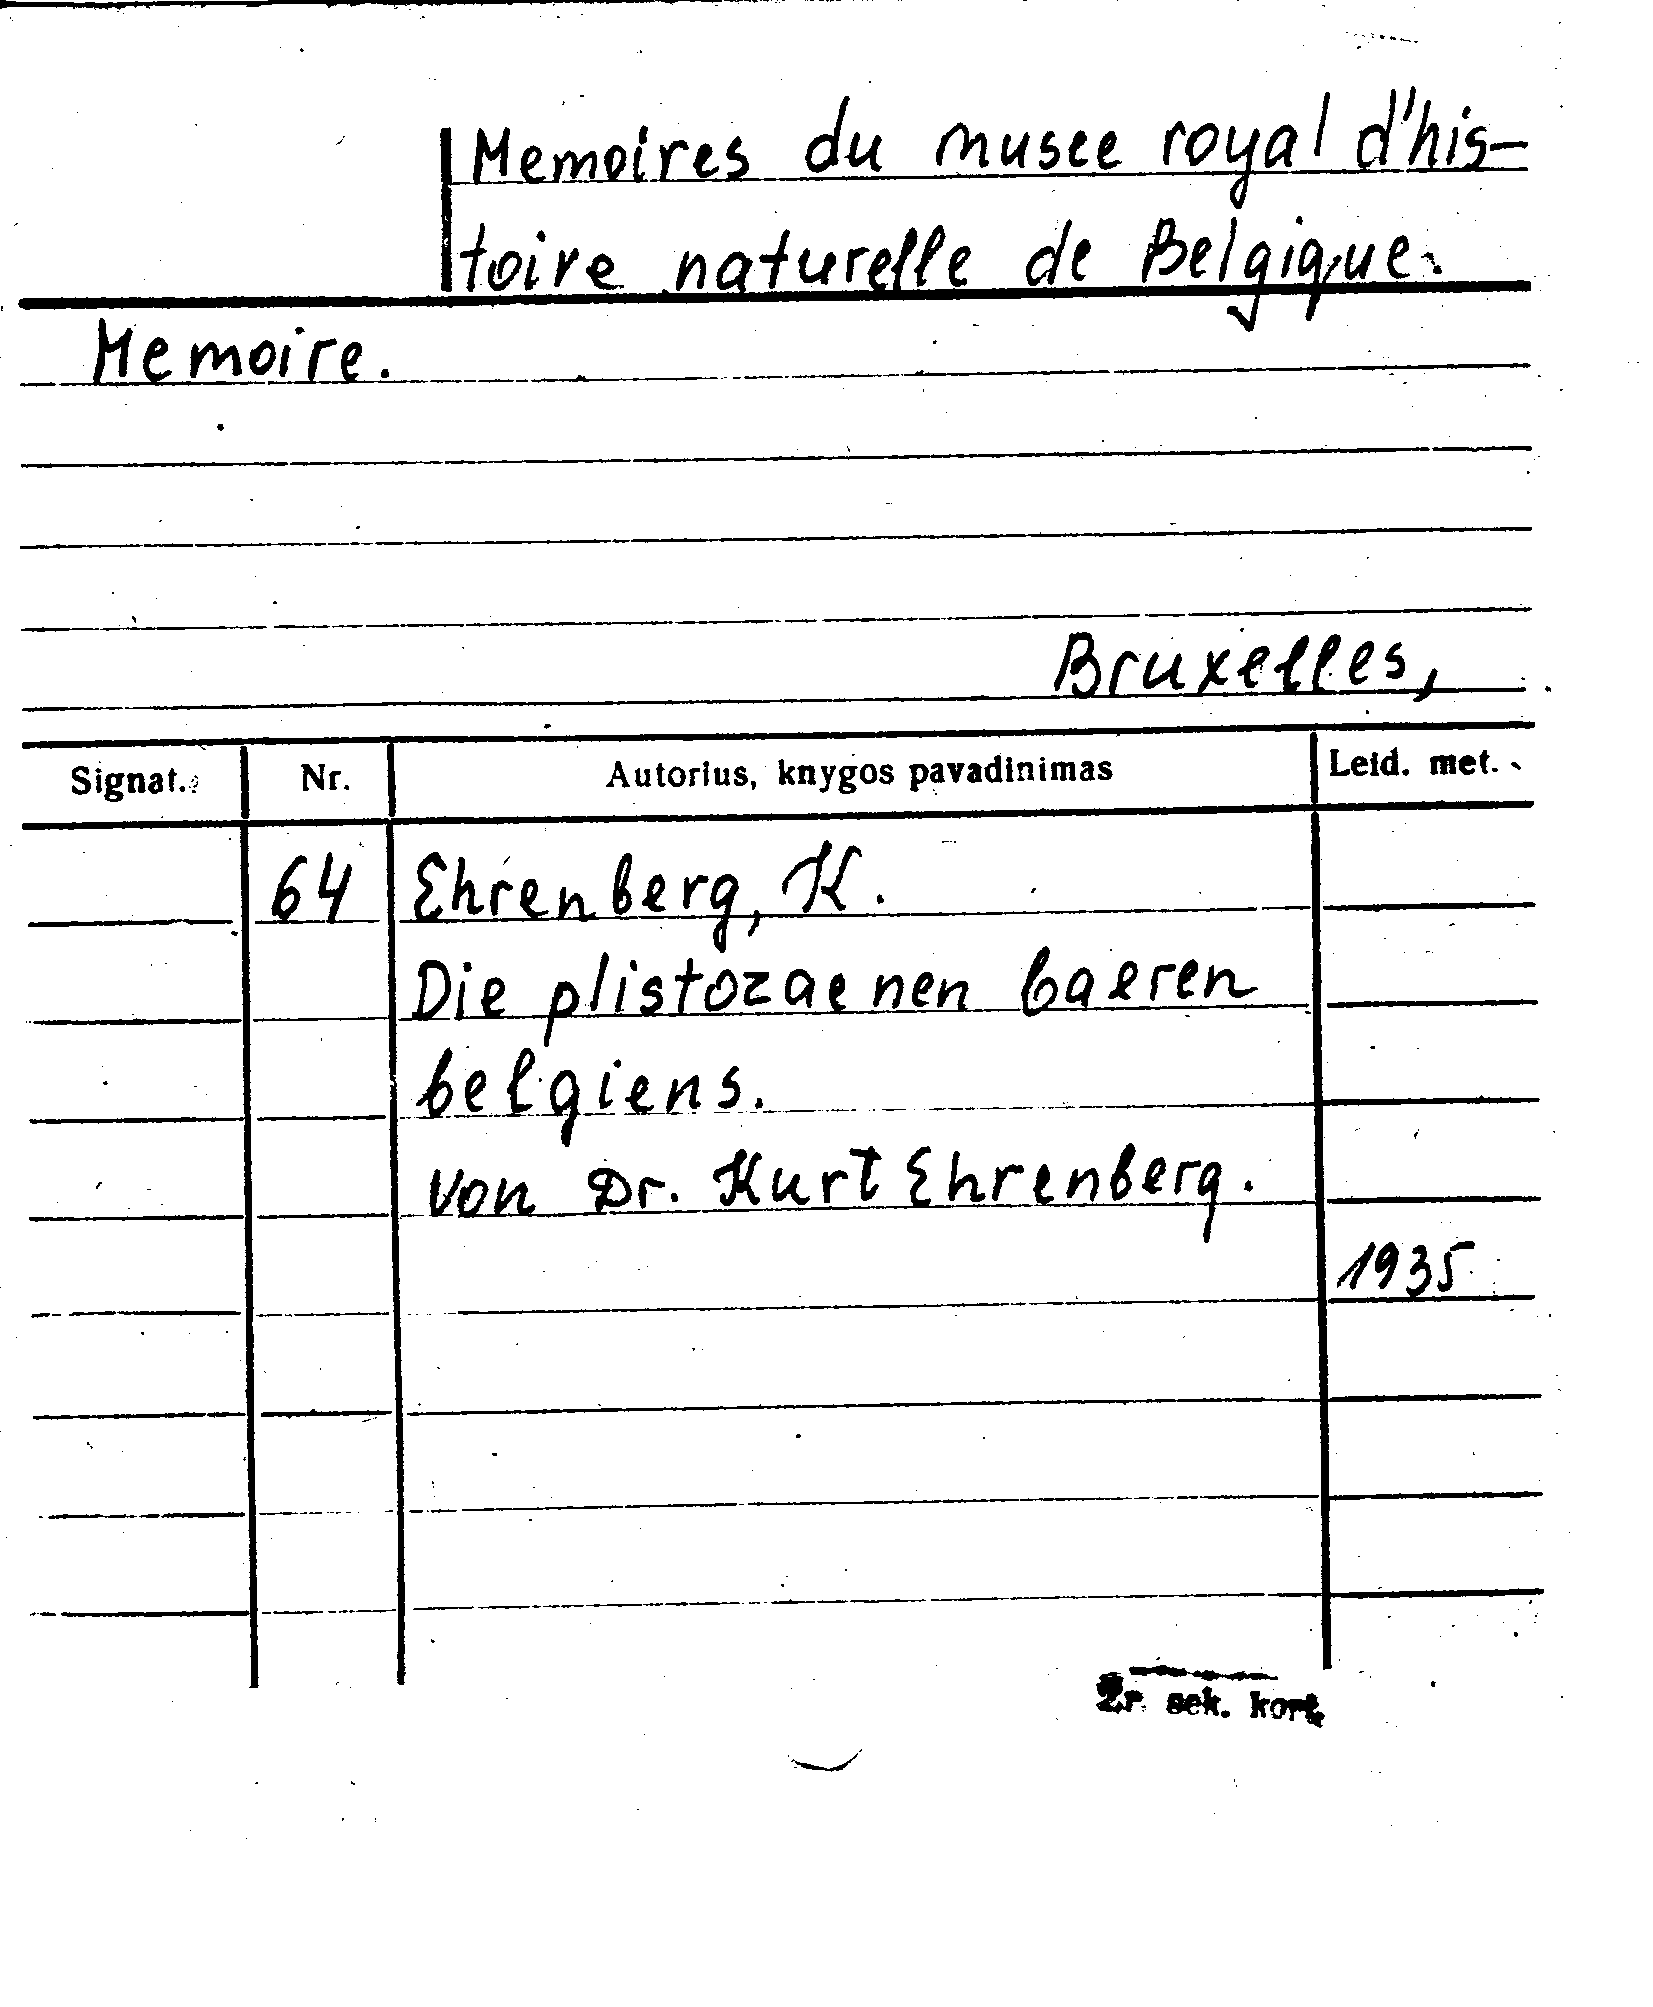 Memoires du musee royal d'his-
toire naturelle de Belgique.
Memoire.
Bruxelles,
Signat. Nr. Autorius, knygos pavadinimas Leid. met.
64 Ehrenberg, K.
Die plistozaenen baeren
belgiens.
von Dr. Kurt Ehrenberg.
1935
Žr. sek. kort.